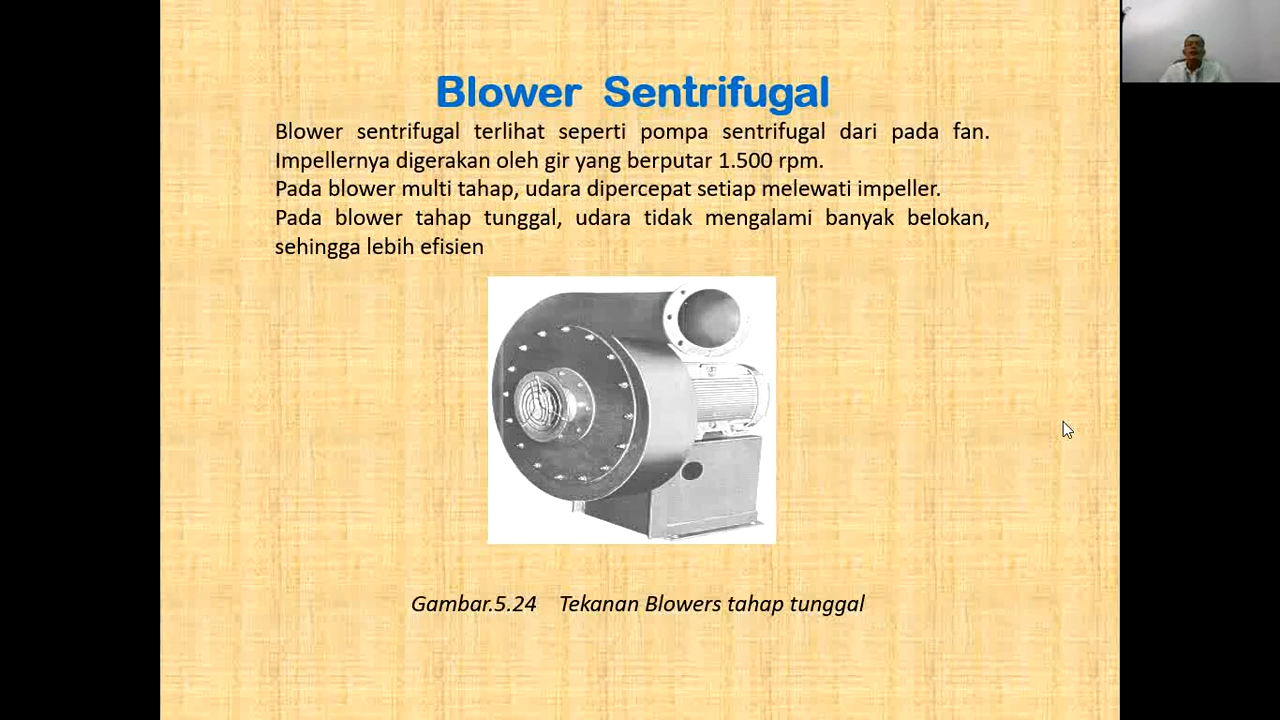 Blower Sentrifugal
Blower sentrifugal terlihat seperti pompa sentrifugal dari pada fan.
Impellernya digerakan oleh gir yang berputar 1.500 rpm.
Pada blower multi tahap, udara dipercepat setiap melewati impeller.
Pada blower tahap tunggal, udara tidak mengalami banyak belokan,
sehingga lebih efisien
Gambar.5.24 Tekanan Blowers tahap tunggal